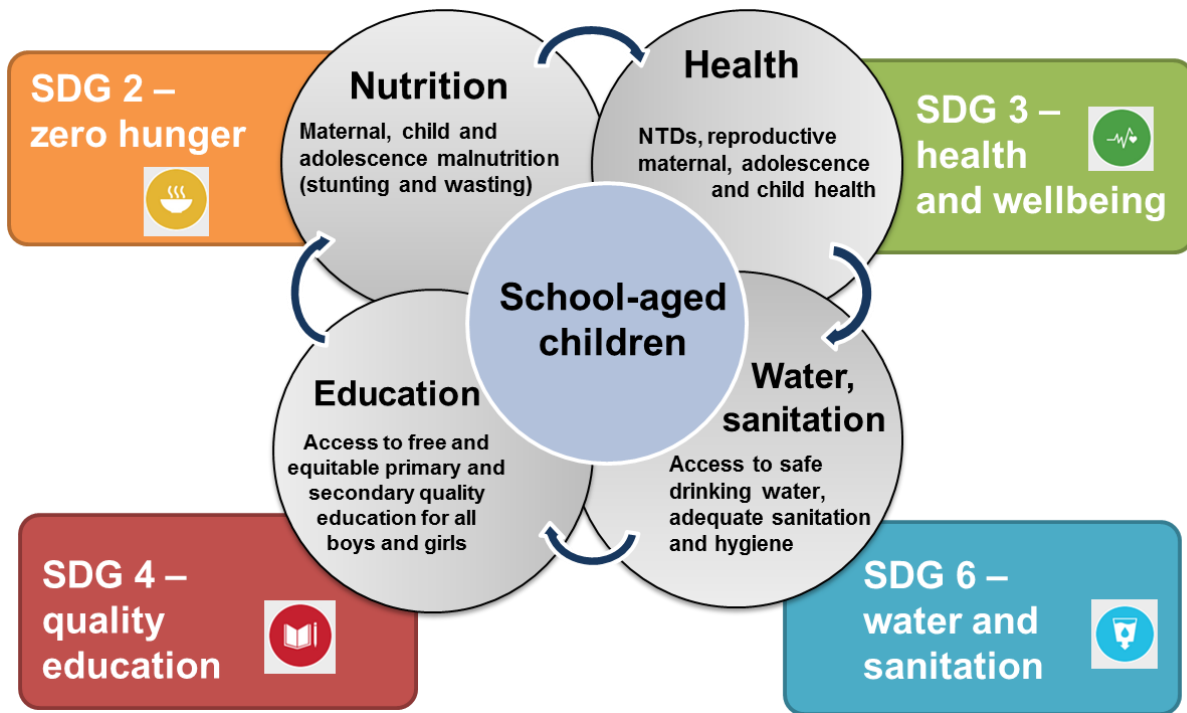 SDG 2 –
zero hunger
Nutrition
Maternal, child and
adolescence malnutrition
(stunting and wasting)
Health
NTDs, reproductive
maternal, adolescence
and child health
SDG 3 –
health
and wellbeing
School-aged
children
Education
Access to free and
equitable primary and
secondary quality
education for all
boys and girls
Water,
sanitation
Access to safe
drinking water,
adequate sanitation
and hygiene
SDG 4 –
quality
education
SDG 6 –
water and
sanitation